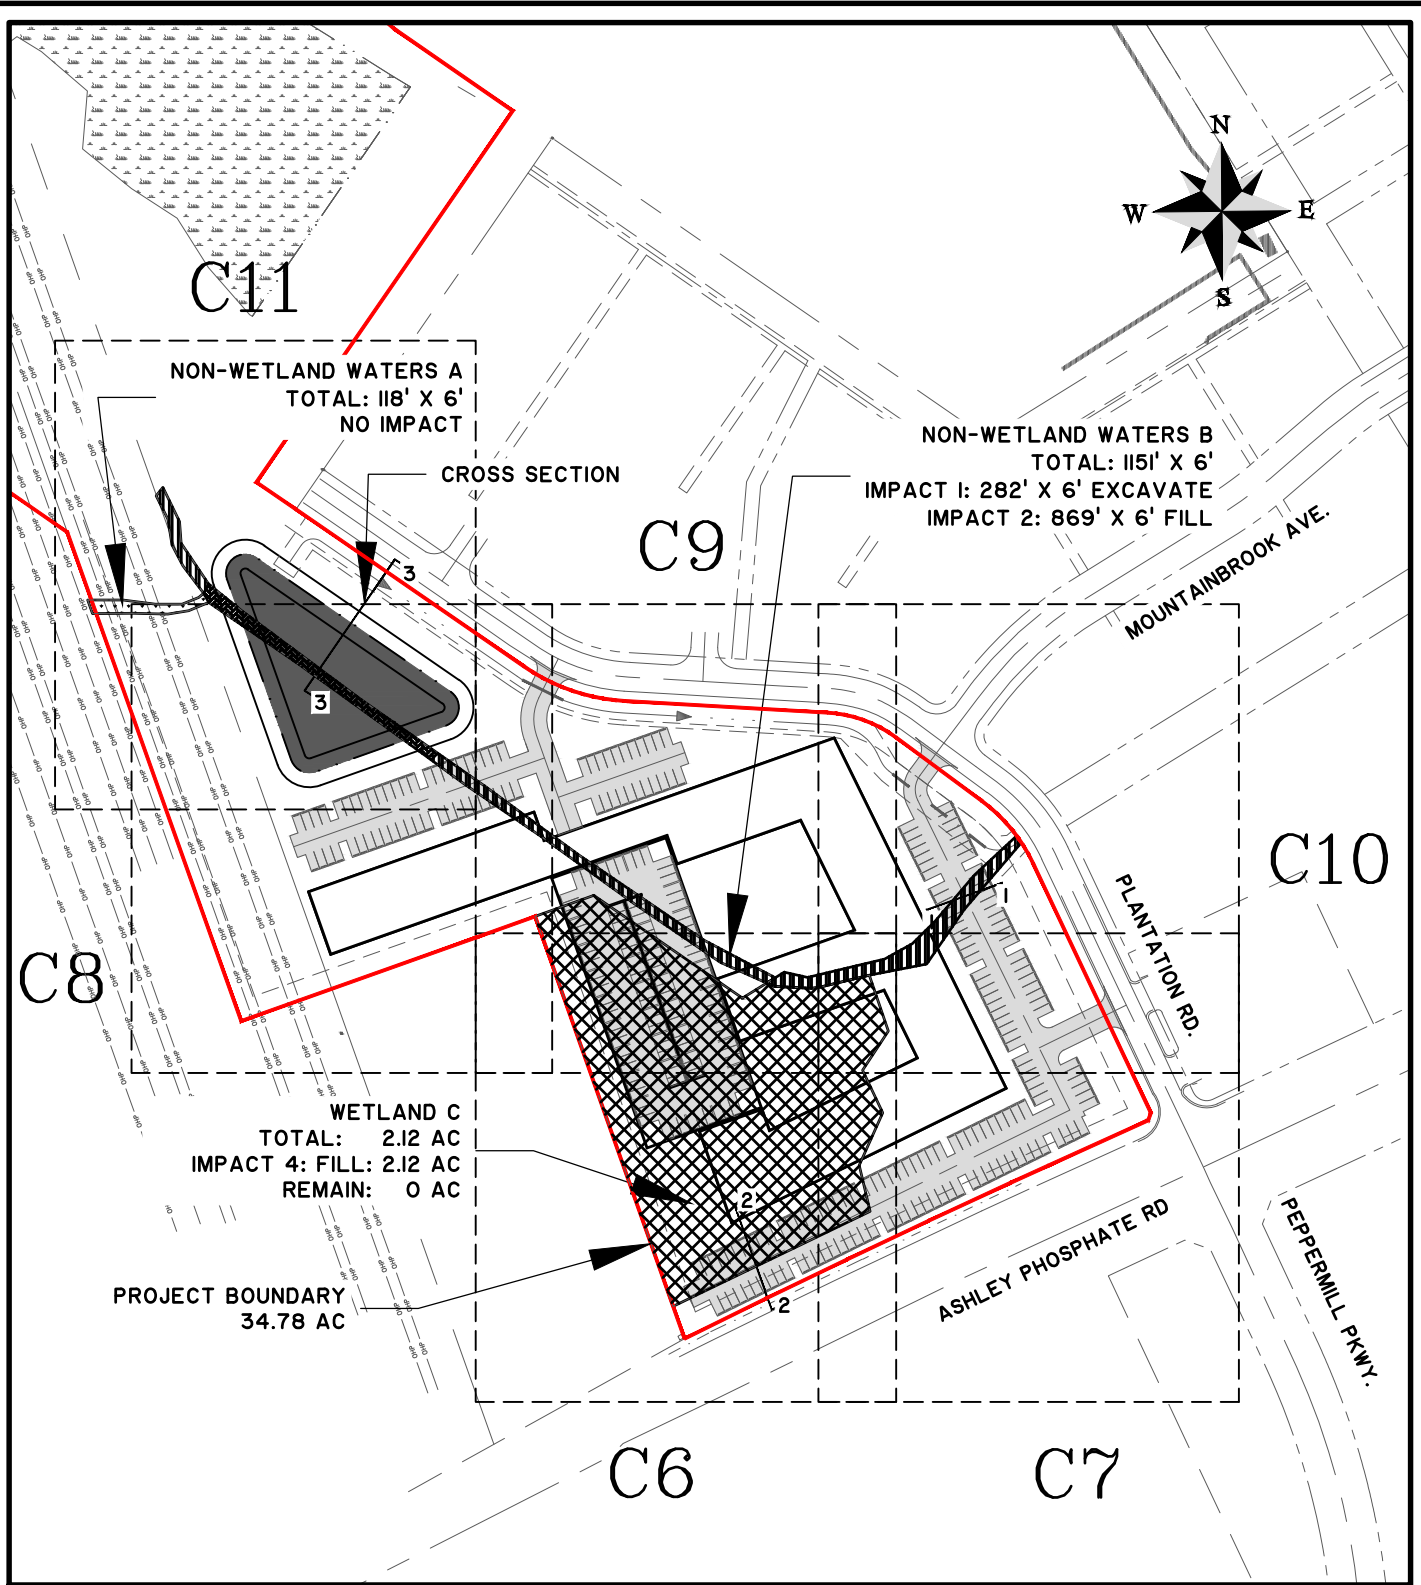 N
W
E
S
C11
NON-WETLAND WATERS A
TOTAL: 118' X 6'
NO IMPACT
CROSS SECTION
NON-WETLAND WATERS B
TOTAL: 1151' X 6'
IMPACT 1: 282' X 6' EXCAVATE
IMPACT 2: 869' X 6' FILL
C9
MOUNTAINBROOK AVE.
3
3
C10
PLANTATION RD.
C8
WETLAND C
TOTAL: 2.12 AC
IMPACT 4: FILL: 2.12 AC
REMAIN: 0 AC
2
2
PROJECT BOUNDARY
34.78 AC
ASHLEY PHOSPHATE RD
PEPPERMILL PKWY.
C6
C7
OHP